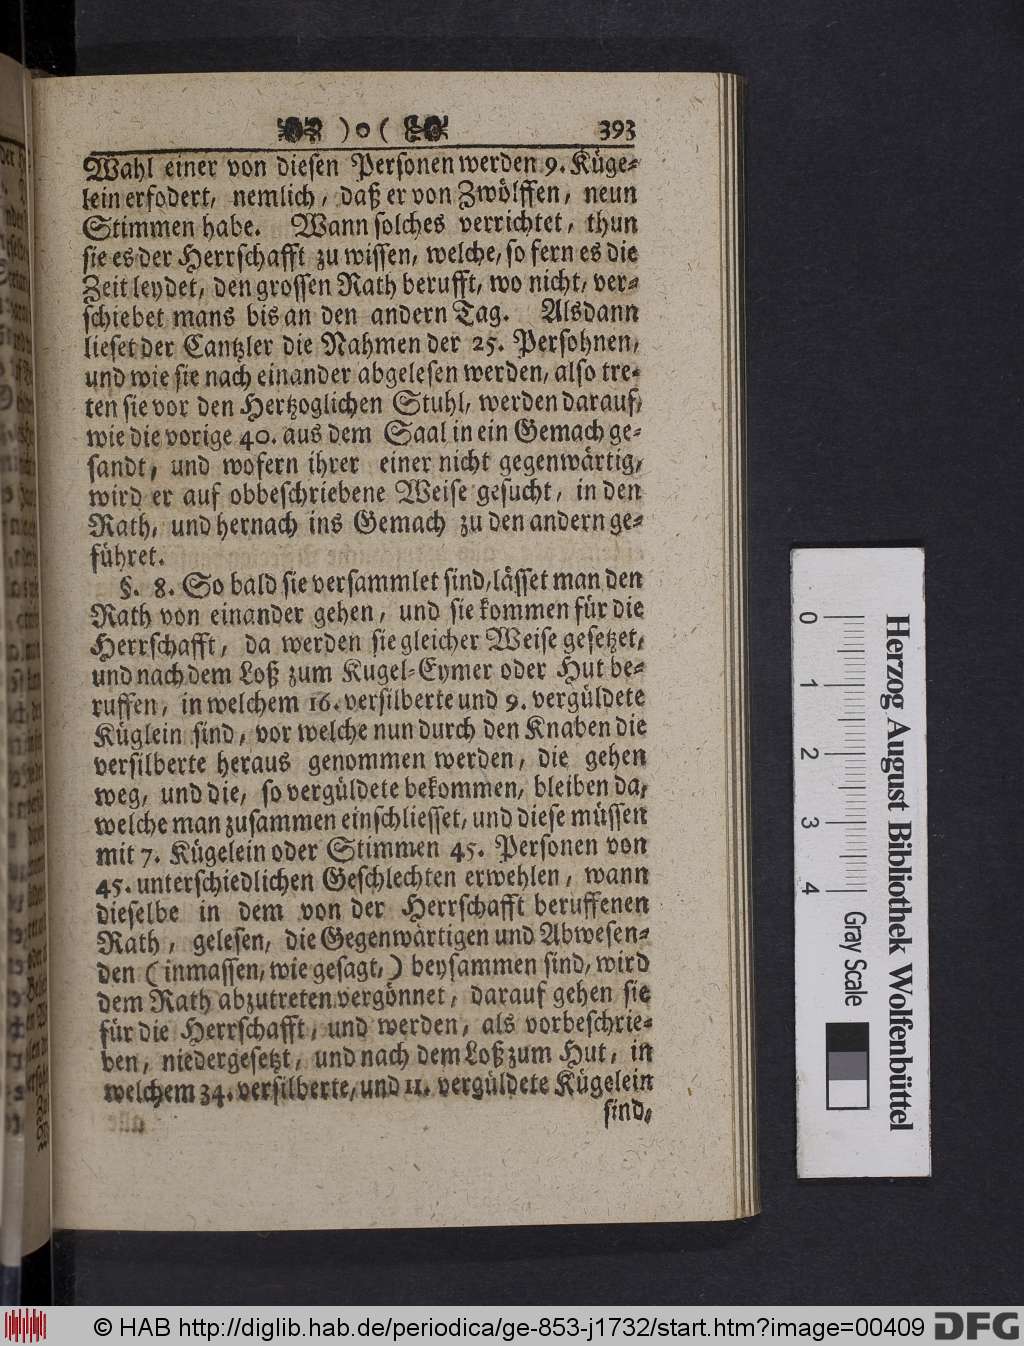 )o( 393
Wahl einer von diesen Personen werden 9. Küge-
lein erfodert, nemlich, daß er von Zwölffen, neun
Stimmen habe. Wann solches verrichtet, thun
sie es der Herrschafft zu wissen, welche, so fern es die
Zeit leydet, den grossen Rath berufft, wo nicht, ver-
schiebet mans bis an den andern Tag. Alsdann
lieset der Cantzler die Nahmen der 25. Persohnen,
und wie sie nach einander abgelesen werden, also tre-
ten sie vor den Hertzoglichen Stuhl, werden darauf,
wie die vorige 40. aus dem Saal in ein Gemach ge-
sandt, und wofern ihrer einer nicht gegenwärtig,
wird er auf obbeschriebene Weise gesucht, in den
Rath, und hernach ins Gemach zu den andern ge-
führet.
§. 8. So bald sie versammlet sind, lässet man den
Rath von einander gehen, und sie kommen für die
Herrschafft, da werden sie gleicher Weise gesetzet,
und nach dem Loß zum Kugel-Eymer oder Hut be-
ruffen, in welchem 16. versilberte und 9. vergüldete
Küglein sind, vor welche nun durch den Knaben die
versilberte heraus genommen werden, die gehen
weg, und die, so vergüldete bekommen, bleiben da,
welche man zusammen einschliesset, und diese müssen
mit 7. Kügelein oder Stimmen 45. Personen von
45. unterschiedlichen Geschlechten erwehlen, wann
dieselbe in dem von der Herrschafft beruffenen
Rath, gelesen, die Gegenwärtigen und Abwesen-
den (inmassen, wie gesagt,) beysammen sind, wird
dem Rath abzutreten vergönnet, darauf gehen sie
für die Herrschafft, und werden, als vorbeschrie-
ben, niedergesetzt, und nach dem Loß zum Hut, in
welchem 34. versilberte, und 11. vergüldete Kügelein
sind,
0 1 2 3 4 Gray Scale
Herzog August Bibliothek Wolfenbüttel
© HAB http://diglib.hab.de/periodica/ge-853-j1732/start.htm?image=00409 DFG